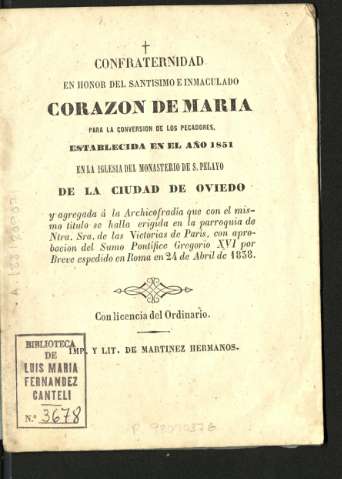 CONFRATERNIDAD
EN HONOR DEL SANTISIMO E INMACULADO
CORAZON DE MARIA
PARA LA CONVERSION DE LOS PECADORES,
ESTABLECIDA EN EL AÑO 1851
EN LA IGLESIA DEL MONASTERIO DE S. PELAYO
DE LA CIUDAD DE OVIEDO
y agregada á la Archicofradía que con el mis-
mo título se halla erigida en la parroquia de
Ntra. Sra. de las Victorias de Paris, con apro-
bacion del Sumo Pontífice Gregorio XVI por
Breve espedido en Roma en 24 de Abril de 1838.
Con licencia del Ordinario.
IMP. Y LIT. DE MARTINEZ HERMANOS.
BIBLIOTECA
DE
LUIS MARIA
FERNANDEZ
CANTELI
N.º 3678